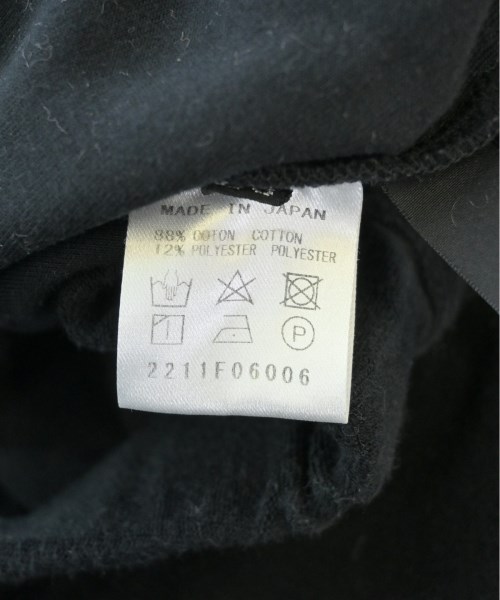 MADE IN JAPAN
88% COTON COTTON
12% POLYESTER POLYESTER
P
2211F06006